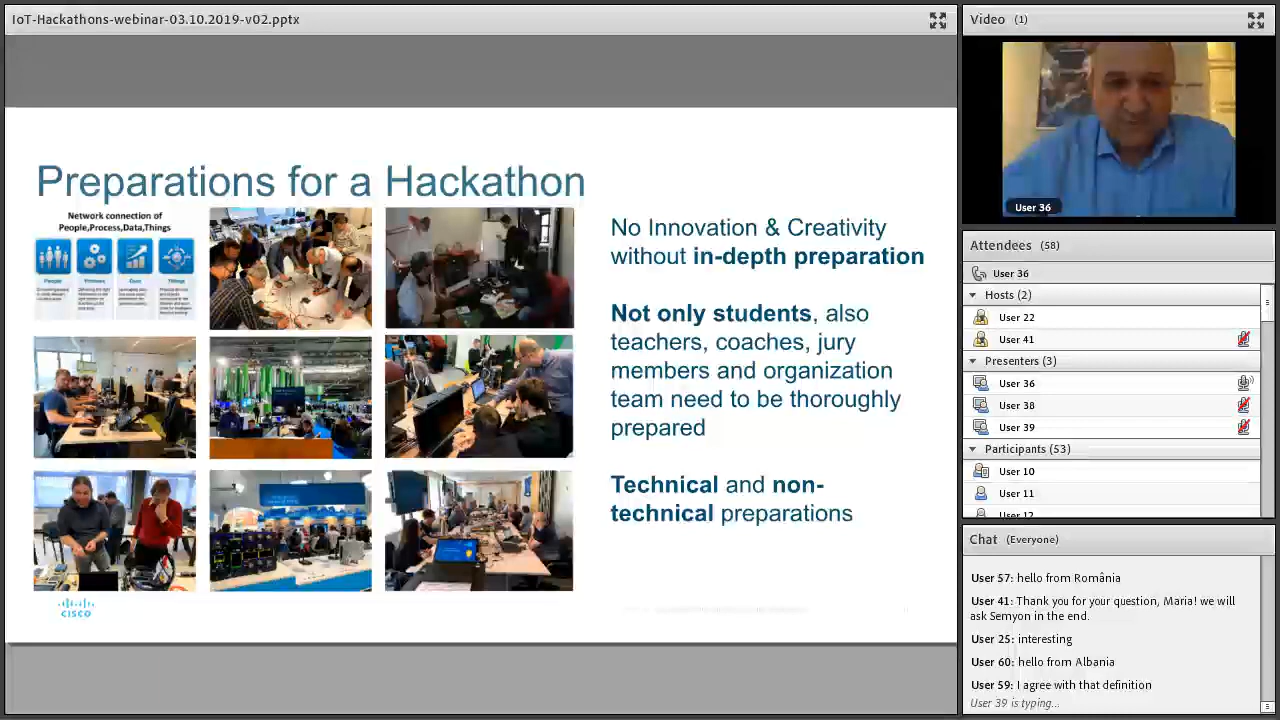 IoT-Hackathons-webinar-03.10.2019-v02.pptx
Preparations for a Hackathon
Network connection of
People,Process,Data,Things
People
No Innovation & Creativity
without in-depth preparation
Not only students, also
teachers, coaches, jury
members and organization
team need to be thoroughly
prepared
Technical and non-
technical preparations
CISCO
Video (1)
User 36
Attendees (58)
User 36
Hosts (2)
User 22
User 41
Presenters (3)
User 36
User 38
User 39
Participants (53)
User 10
User 11
User 12
Chat (Everyone)
User 57: hello from România
User 41: Thank you for your question, Maria! we will
ask Semyon in the end.
User 25: interesting
User 60: hello from Albania
User 59: I agree with that definition
User 39 is typing...